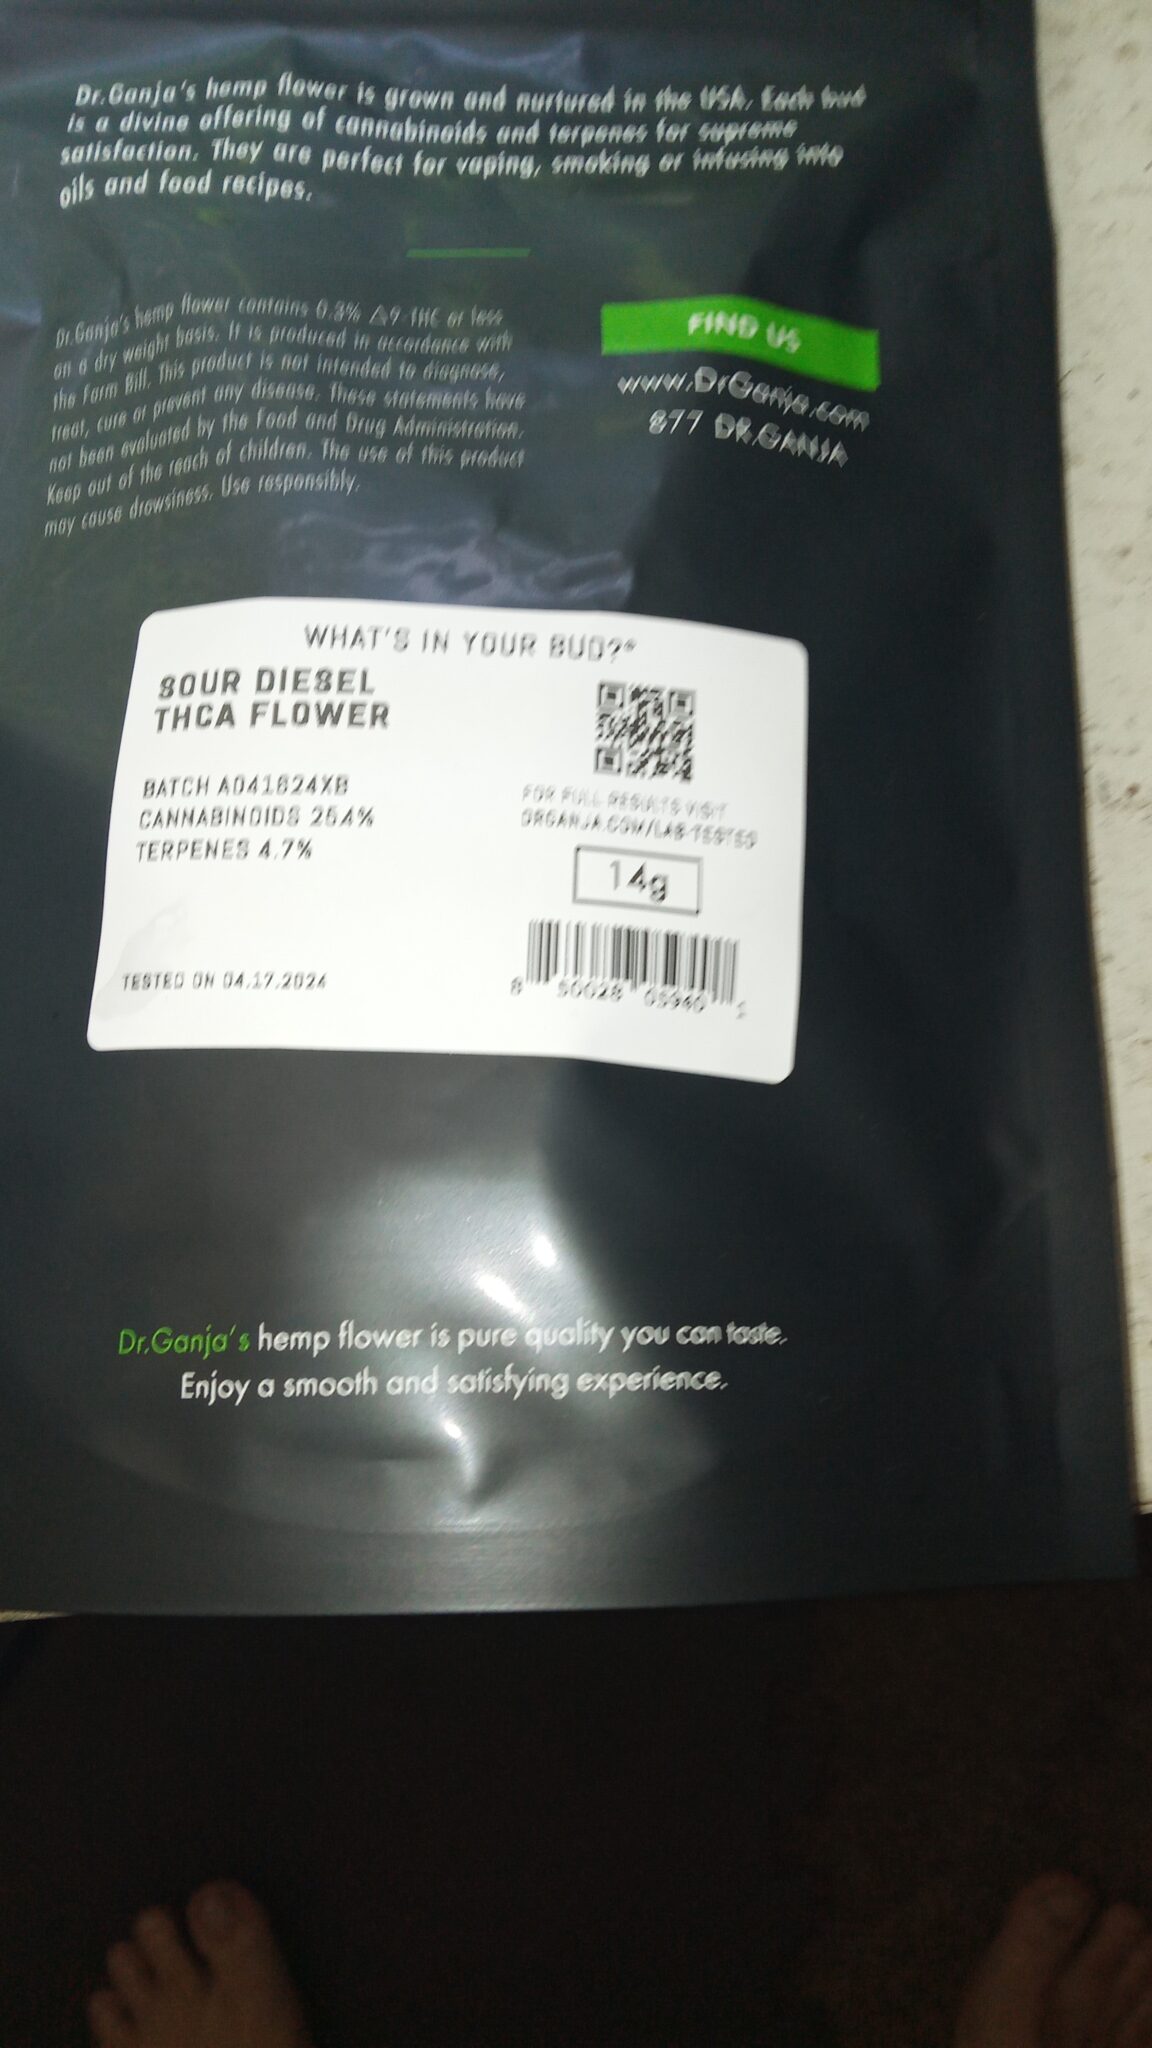 Dr.Ganja's hemp flower is grown and nurtured in the USA. Each bud
is a divine offering of cannabinoids and terpenes for supreme
satisfaction. They are perfect for vaping, smoking or infusing into
oils and food recipes.
Dr.Ganja's hemp flower contains 0.3% Δ9-THC or less
on a dry weight basis. It is produced in accordance with
the Farm Bill. This product is not intended to diagnose,
treat, cure or prevent any disease. These statements have
not been evaluated by the Food and Drug Administration.
Keep out of the reach of children. The use of this product
may cause drowsiness. Use responsibly.
FIND US
www.DrGanja.com
877 DR.GANJA
WHAT'S IN YOUR BUD?*
SOUR DIESEL
THCA FLOWER
BATCH A041624XB
CANNABINOIDS 25.4%
TERPENES 4.7%
TESTED ON 04.17.2024
FOR FULL RESULTS VISIT
DRGANJA.COM/LAB-TESTED
14g
8 50028
Dr.Ganja's hemp flower is pure quality you can taste.
Enjoy a smooth and satisfying experience.